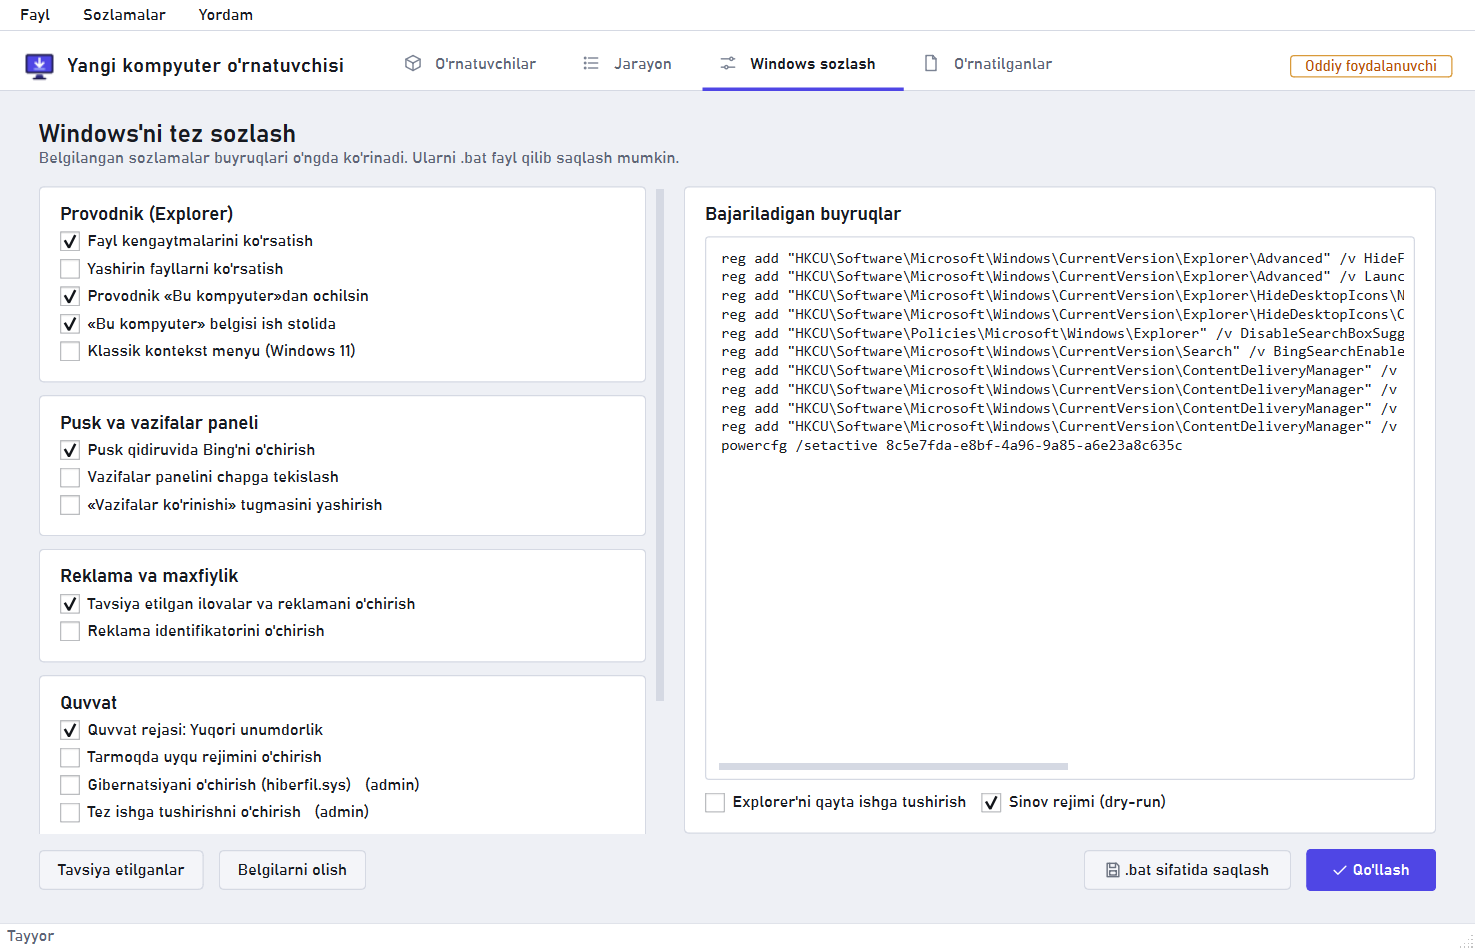 Fayl Sozlamalar Yordam
Yangi kompyuter o'rnatuvchisi
O'rnatuvchilar Jarayon Windows sozlash O'rnatilganlar
Oddiy foydalanuvchi
Windows'ni tez sozlash
Belgilangan sozlamalar buyruqlari o'ngda ko'rinadi. Ularni .bat fayl qilib saqlash mumkin.
Provodnik (Explorer)
Fayl kengaytmalarini ko'rsatish
Yashirin fayllarni ko'rsatish
Provodnik «Bu kompyuter»dan ochilsin
«Bu kompyuter» belgisi ish stolida
Klassik kontekst menyu (Windows 11)
Pusk va vazifalar paneli
Pusk qidiruvida Bing'ni o'chirish
Vazifalar panelini chapga tekislash
«Vazifalar ko'rinishi» tugmasini yashirish
Reklama va maxfiylik
Tavsiya etilgan ilovalar va reklamani o'chirish
Reklama identifikatorini o'chirish
Quvvat
Quvvat rejasi: Yuqori unumdorlik
Tarmoqda uyqu rejimini o'chirish
Gibernatsiyani o'chirish (hiberfil.sys) (admin)
Tez ishga tushirishni o'chirish (admin)
Bajariladigan buyruqlar
reg add "HKCU\Software\Microsoft\Windows\CurrentVersion\Explorer\Advanced" /v HideF
reg add "HKCU\Software\Microsoft\Windows\CurrentVersion\Explorer\Advanced" /v Launc
reg add "HKCU\Software\Microsoft\Windows\CurrentVersion\Explorer\HideDesktopIcons\N
reg add "HKCU\Software\Microsoft\Windows\CurrentVersion\Explorer\HideDesktopIcons\C
reg add "HKCU\Software\Policies\Microsoft\Windows\Explorer" /v DisableSearchBoxSugg
reg add "HKCU\Software\Microsoft\Windows\CurrentVersion\Search" /v BingSearchEnable
reg add "HKCU\Software\Microsoft\Windows\CurrentVersion\ContentDeliveryManager" /v
reg add "HKCU\Software\Microsoft\Windows\CurrentVersion\ContentDeliveryManager" /v
reg add "HKCU\Software\Microsoft\Windows\CurrentVersion\ContentDeliveryManager" /v
reg add "HKCU\Software\Microsoft\Windows\CurrentVersion\ContentDeliveryManager" /v
powercfg /setactive 8c5e7fda-e8bf-4a96-9a85-a6e23a8c635c
Explorer'ni qayta ishga tushirish Sinov rejimi (dry-run)
Tavsiya etilganlar Belgilarni olish .bat sifatida saqlash Qo'llash
Tayyor